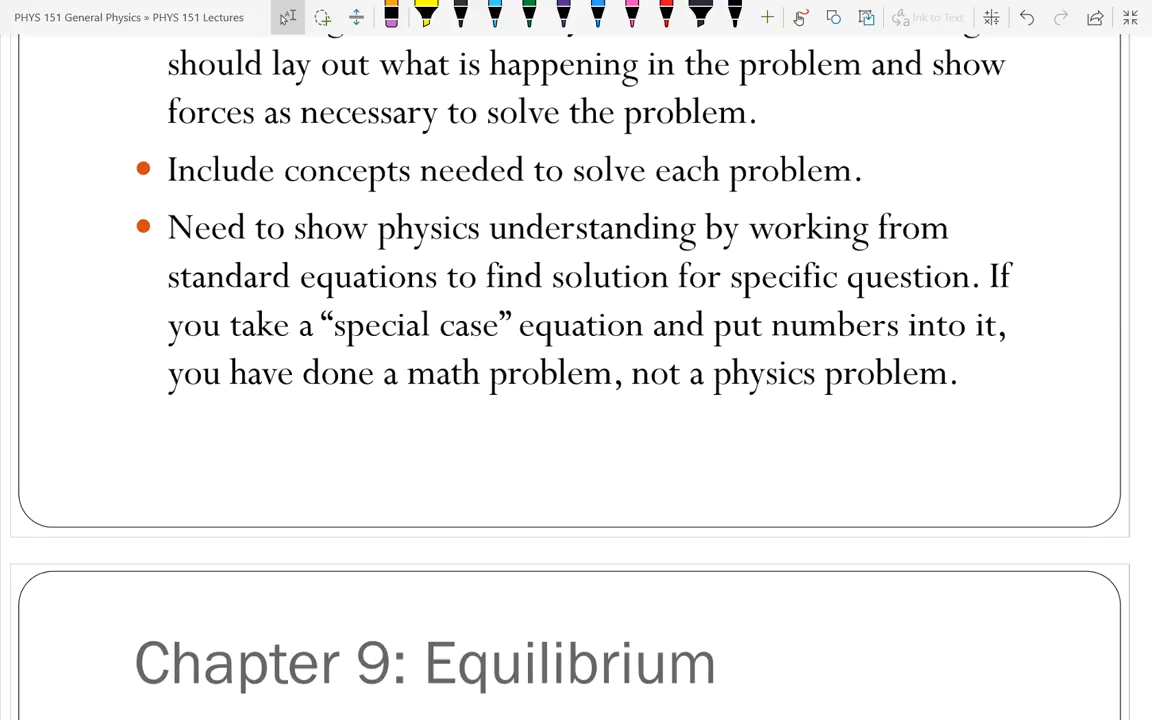 PHYS 151 General Physics » PHYS 151 Lectures
Ink to Text
should lay out what is happening in the problem and show
forces as necessary to solve the problem.
• Include concepts needed to solve each problem.
• Need to show physics understanding by working from
standard equations to find solution for specific question. If
you take a “special case” equation and put numbers into it,
you have done a math problem, not a physics problem.
Chapter 9: Equilibrium